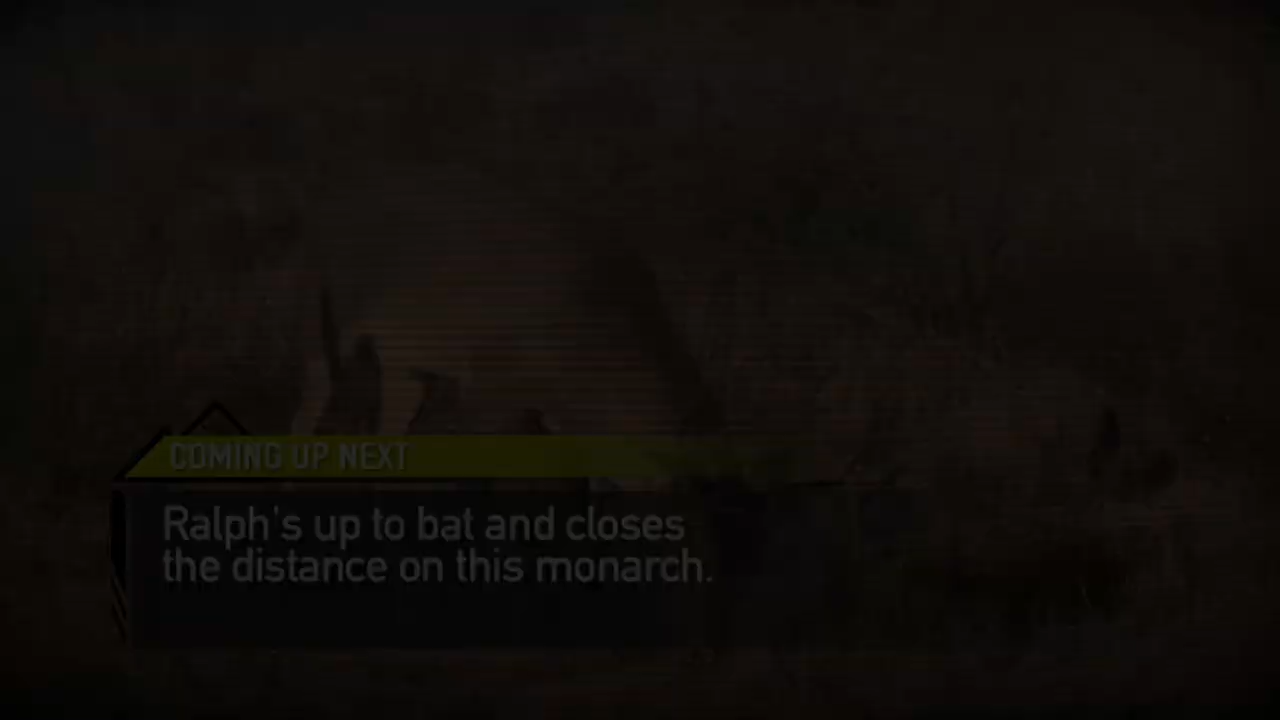 COMING UP NEXT
Ralph's up to bat and closes
the distance on this monarch.